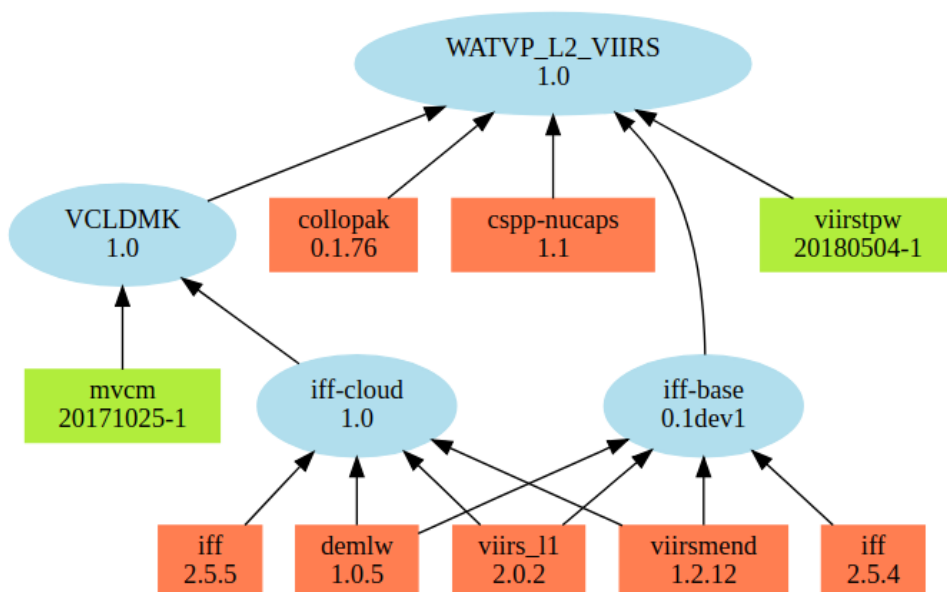 WATVP_L2_VIIRS
1.0
VCLDMK
1.0
collopak
0.1.76
cspp-nucaps
1.1
viirstpw
20180504-1
mvcm
20171025-1
iff-cloud
1.0
iff-base
0.1dev1
iff
2.5.5
demlw
1.0.5
viirs_l1
2.0.2
viirsmend
1.2.12
iff
2.5.4